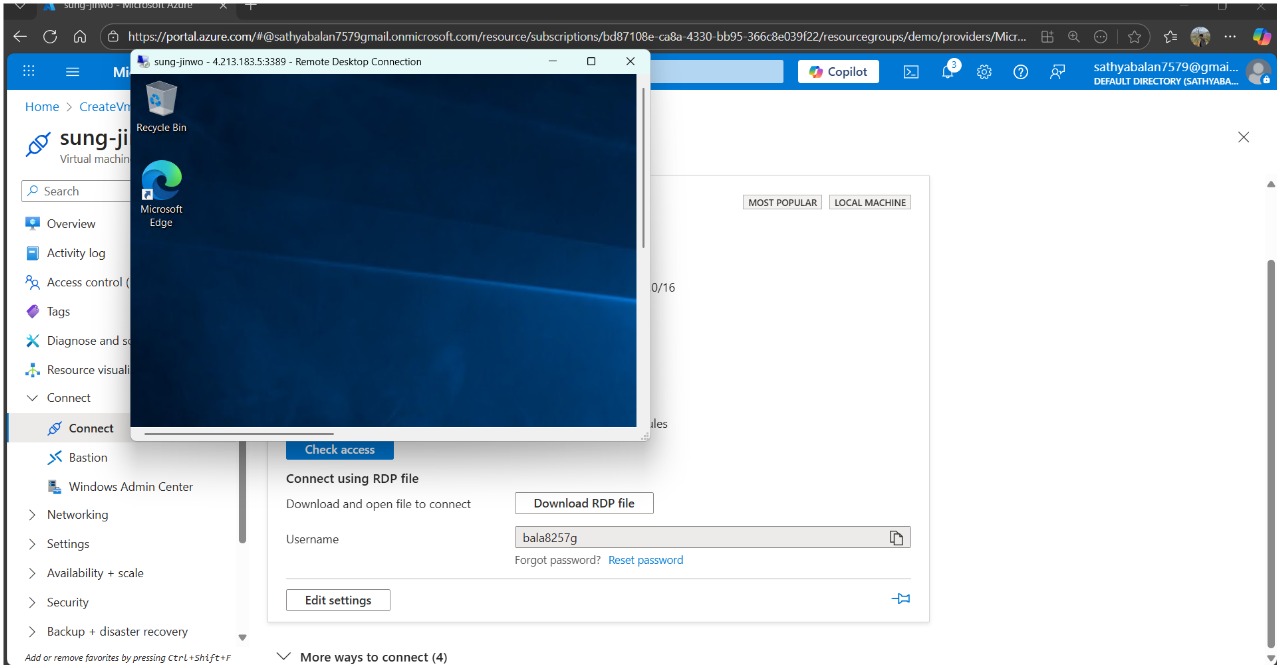 sung-jinwo - Microsoft Azure
https://portal.azure.com/#@sathyabalan7579gmail.onmicrosoft.com/resource/subscriptions/bd87108e-ca8a-4330-bb95-366c8e039f22/resourcegroups/demo/providers/Micr...
sung-jinwo - 4.213.183.5:3389 - Remote Desktop Connection
Mi
Copilot
3
sathyabalan7579@gmai...
DEFAULT DIRECTORY (SATHYABA...
Home > CreateVm
Recycle Bin
Microsoft
Edge
sung-ji
Virtual machin
Search
MOST POPULAR
LOCAL MACHINE
Overview
Activity log
Access control (
Tags
Diagnose and so
Resource visuali
Connect
Connect
Bastion
Windows Admin Center
Networking
Settings
Availability + scale
Security
Backup + disaster recovery
Add or remove favorites by pressing Ctrl+Shift+F
0/16
ules
Check access
Connect using RDP file
Download and open file to connect
Download RDP file
Username
bala8257g
Forgot password? Reset password
Edit settings
More ways to connect (4)